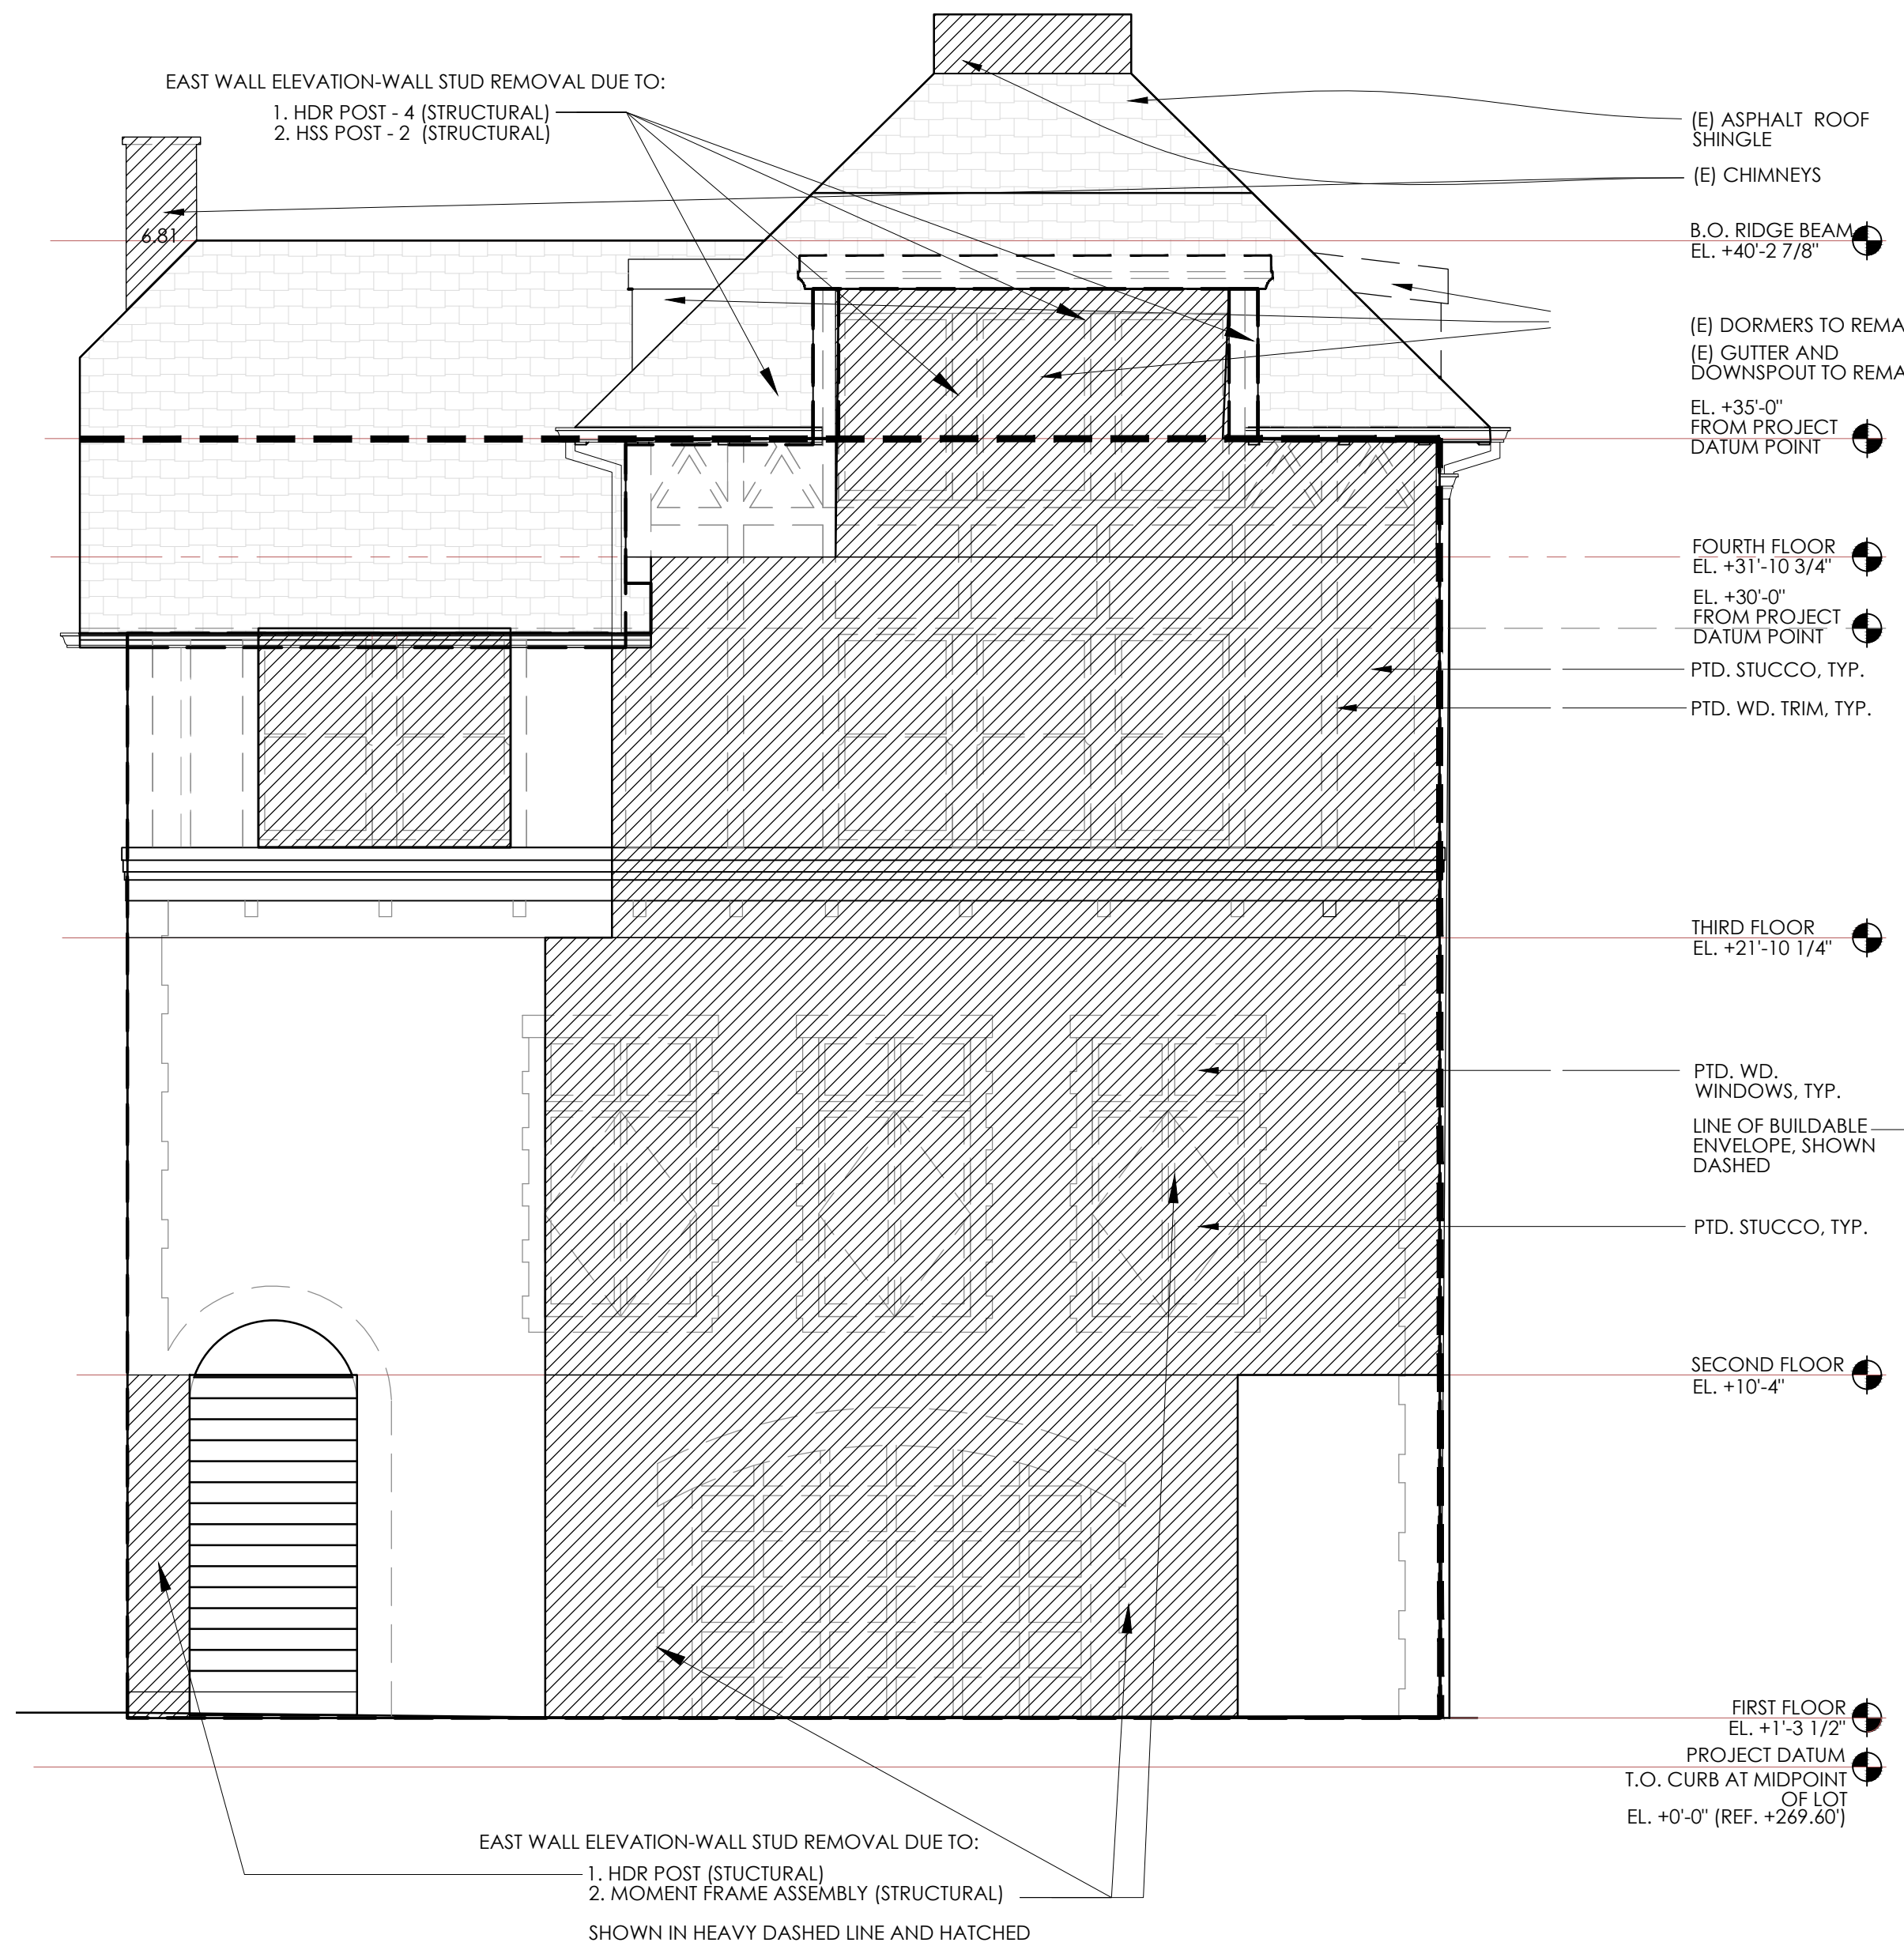 EAST WALL ELEVATION-WALL STUD REMOVAL DUE TO:
1. HDR POST - 4 (STRUCTURAL)
2. HSS POST - 2 (STRUCTURAL)
6.81
(E) ASPHALT ROOF
SHINGLE
(E) CHIMNEYS
B.O. RIDGE BEAM
EL. +40'-2 7/8"
(E) DORMERS TO REMA
(E) GUTTER AND
DOWNSPOUT TO REMA
EL. +35'-0"
FROM PROJECT
DATUM POINT
FOURTH FLOOR
EL. +31'-10 3/4"
EL. +30'-0"
FROM PROJECT
DATUM POINT
PTD. STUCCO, TYP.
PTD. WD. TRIM, TYP.
THIRD FLOOR
EL. +21'-10 1/4"
PTD. WD.
WINDOWS, TYP.
LINE OF BUILDABLE
ENVELOPE, SHOWN
DASHED
PTD. STUCCO, TYP.
SECOND FLOOR
EL. +10'-4"
FIRST FLOOR
EL. +1'-3 1/2"
PROJECT DATUM
T.O. CURB AT MIDPOINT
OF LOT
EL. +0'-0" (REF. +269.60')
EAST WALL ELEVATION-WALL STUD REMOVAL DUE TO:
1. HDR POST (STUCTURAL)
2. MOMENT FRAME ASSEMBLY (STRUCTURAL)
SHOWN IN HEAVY DASHED LINE AND HATCHED